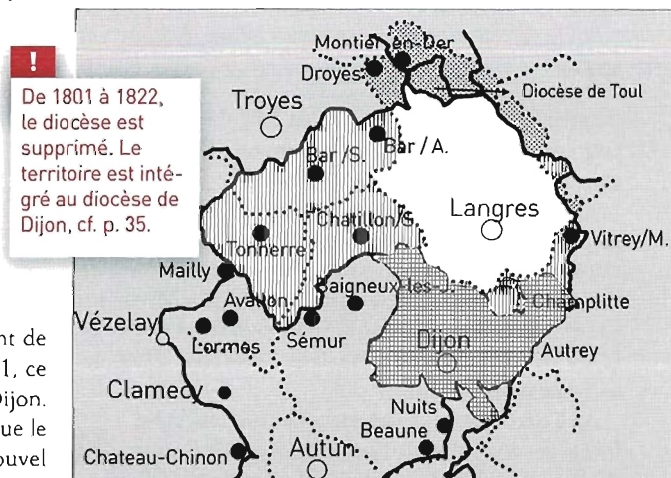 !
De 1801 à 1822,
le diocèse est
supprimé. Le
territoire est inté-
gré au diocèse de
Dijon, cf. p. 35.
nt de
1, ce
Dijon.
ue le
ouvel
Montier-en-Der
Droyes
Diocèse de Toul
Troyes
Bar /S.
Bar / A.
Langres
Chatillon/S.
Tonnerre
Vitrey/M.
Mailly
Baigneux-les-J.
Champlitte
Avallon
Vézelay
Lormes
Sémur
Dijon
Autrey
Clamecy
Nuits
Beaune
Autun
Chateau-Chinon